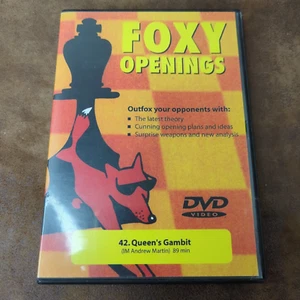 FOXY
OPENINGS
Outfox your opponents with:
■ The latest theory
■ Cunning opening plans and ideas
■ Surprise weapons and new analysis
DVD
VIDEO
42. Queen's Gambit
(IM Andrew Martin) 89 min